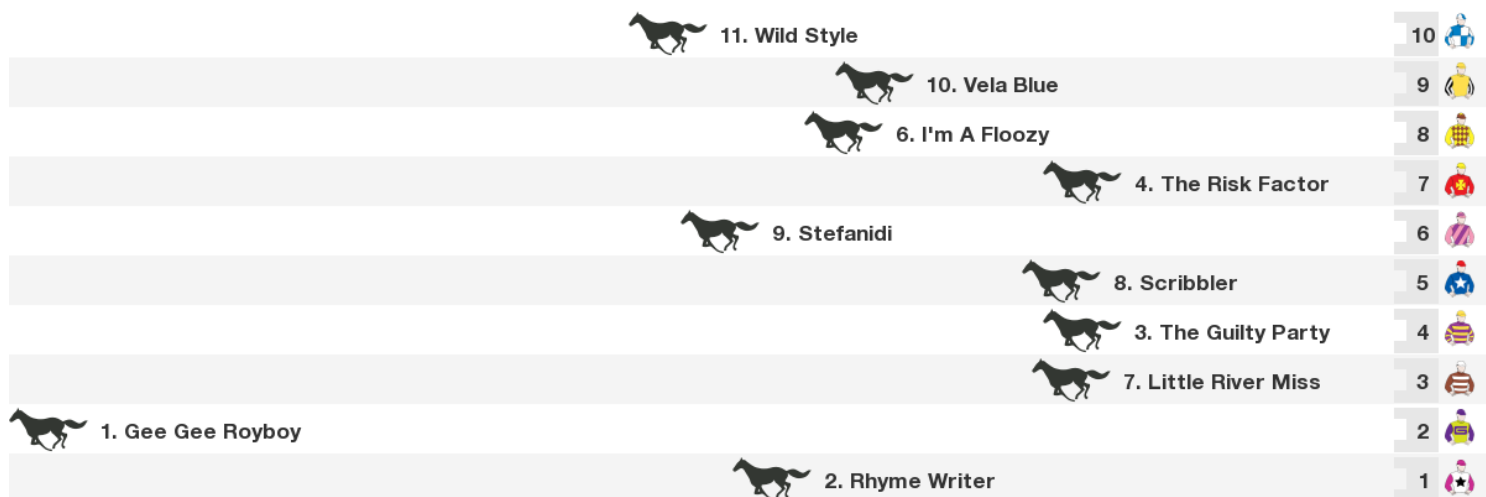 11. Wild Style 10
10. Vela Blue 9
6. I'm A Floozy 8
4. The Risk Factor 7
9. Stefanidi 6
8. Scribbler 5
3. The Guilty Party 4
7. Little River Miss 3
1. Gee Gee Royboy 2
2. Rhyme Writer 1